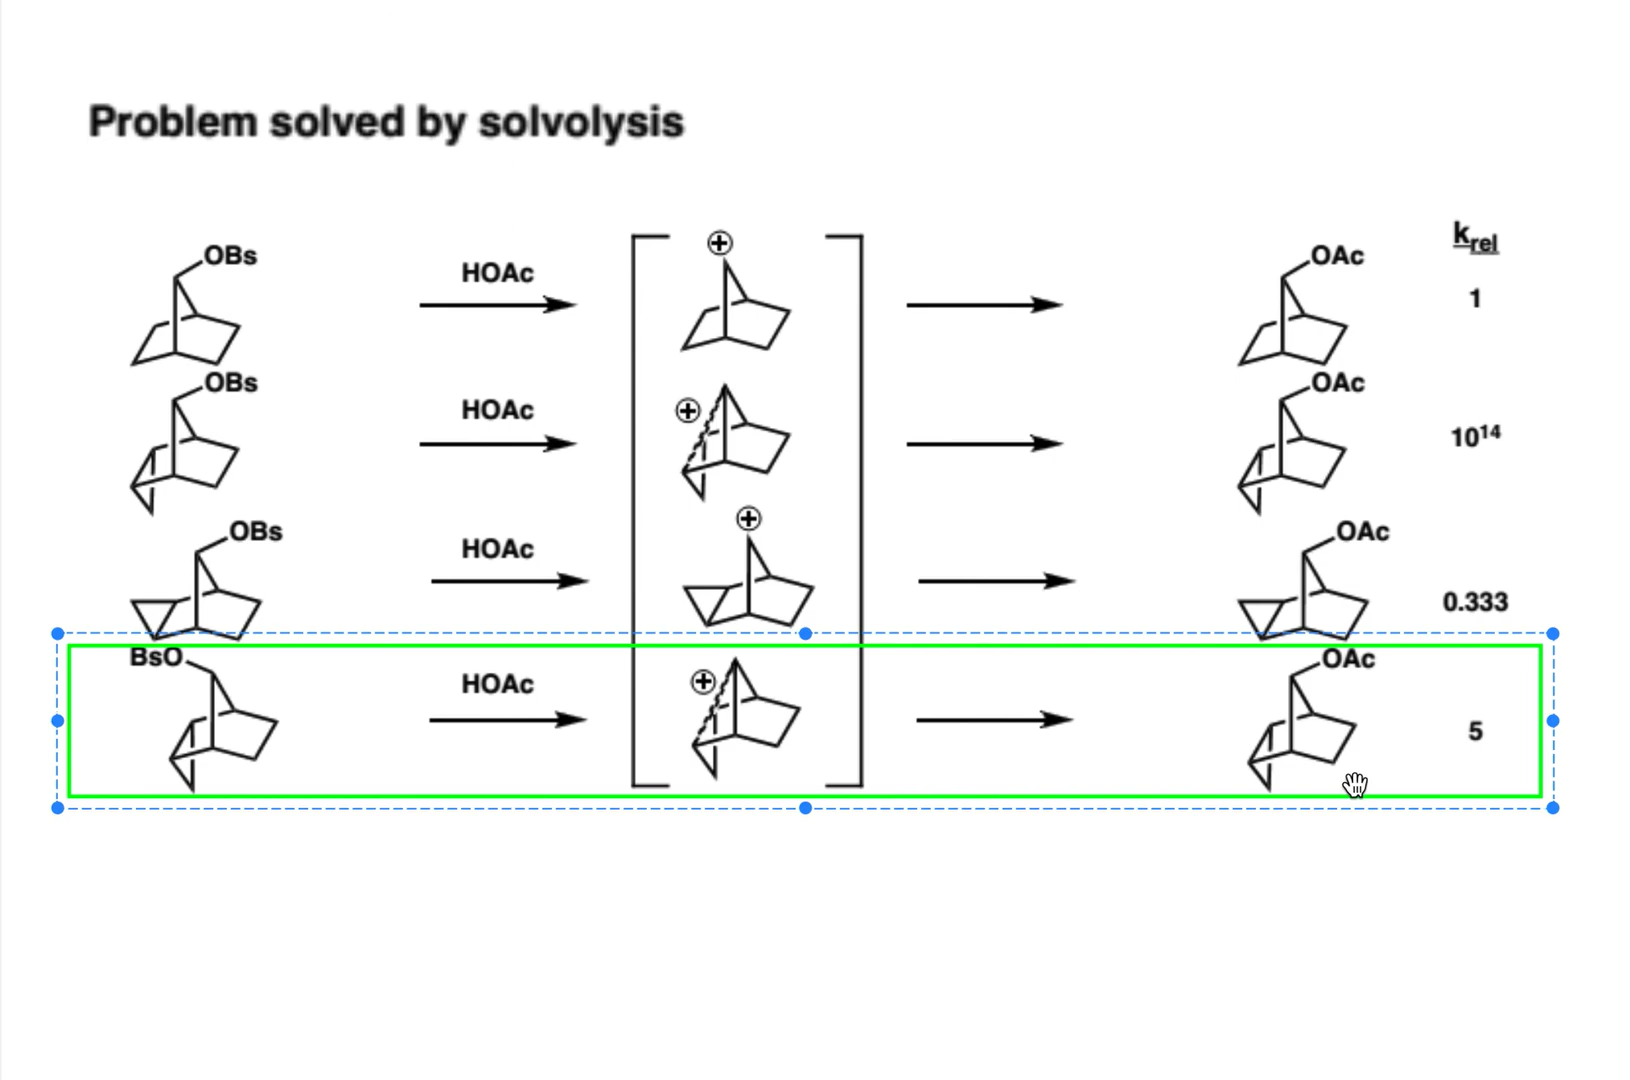 Problem solved by solvolysis
k_rel
OBs HOAc ⊕ OAc 1
OBs HOAc ⊕ OAc 10¹⁴
OBs HOAc ⊕ OAc 0.333
BsO HOAc ⊕ OAc 5